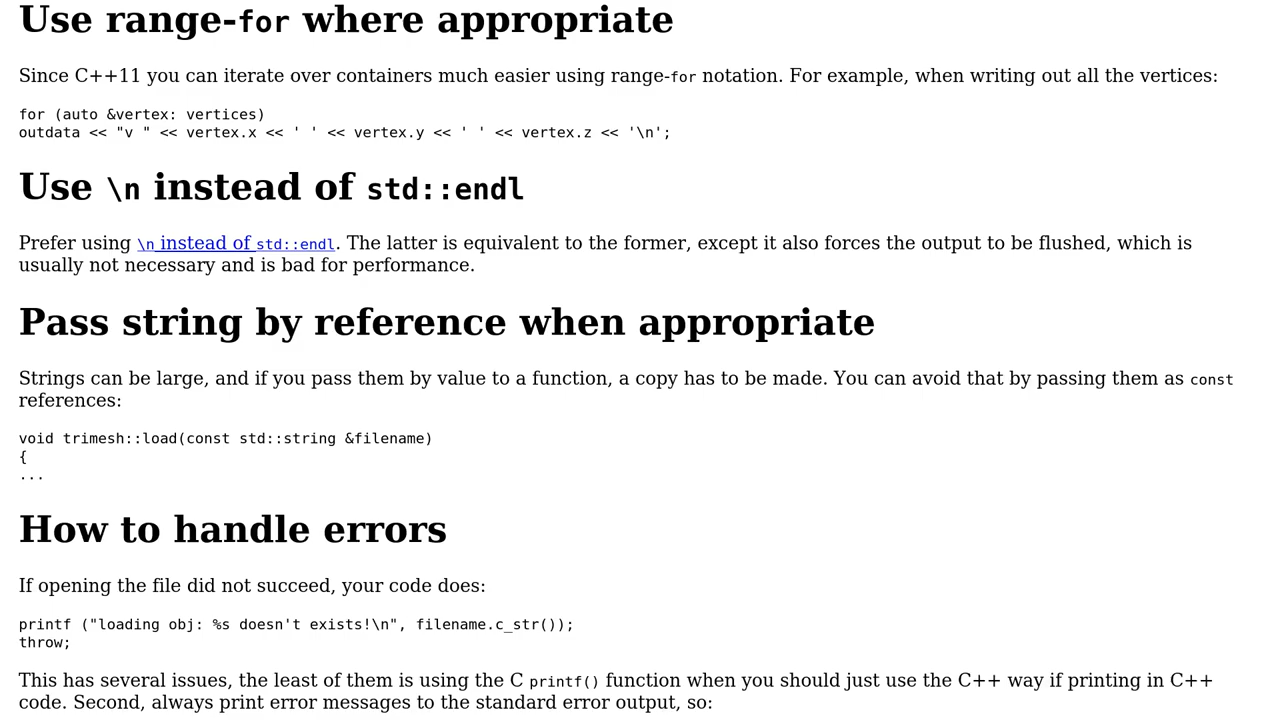 Use range-for where appropriate
Since C++11 you can iterate over containers much easier using range-for notation. For example, when writing out all the vertices:
for (auto &vertex: vertices)
outdata << "v " << vertex.x << ' ' << vertex.y << ' ' << vertex.z << '\n';
Use \n instead of std::endl
Prefer using \n instead of std::endl. The latter is equivalent to the former, except it also forces the output to be flushed, which is
usually not necessary and is bad for performance.
Pass string by reference when appropriate
Strings can be large, and if you pass them by value to a function, a copy has to be made. You can avoid that by passing them as const
references:
void trimesh::load(const std::string &filename)
{
...
How to handle errors
If opening the file did not succeed, your code does:
printf ("loading obj: %s doesn't exists!\n", filename.c_str());
throw;
This has several issues, the least of them is using the C printf() function when you should just use the C++ way if printing in C++
code. Second, always print error messages to the standard error output, so: